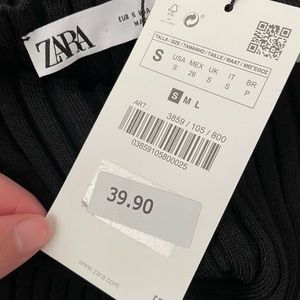 ZARA
EUR S
TALLA / SIZE / TAMANHO / TAILLE / MAAT /
S
USA MEX UK IT BR
S 26 S S P
S M L
ART.:
3859 / 105 / 800
03859105800025
39.90
www.zara.com